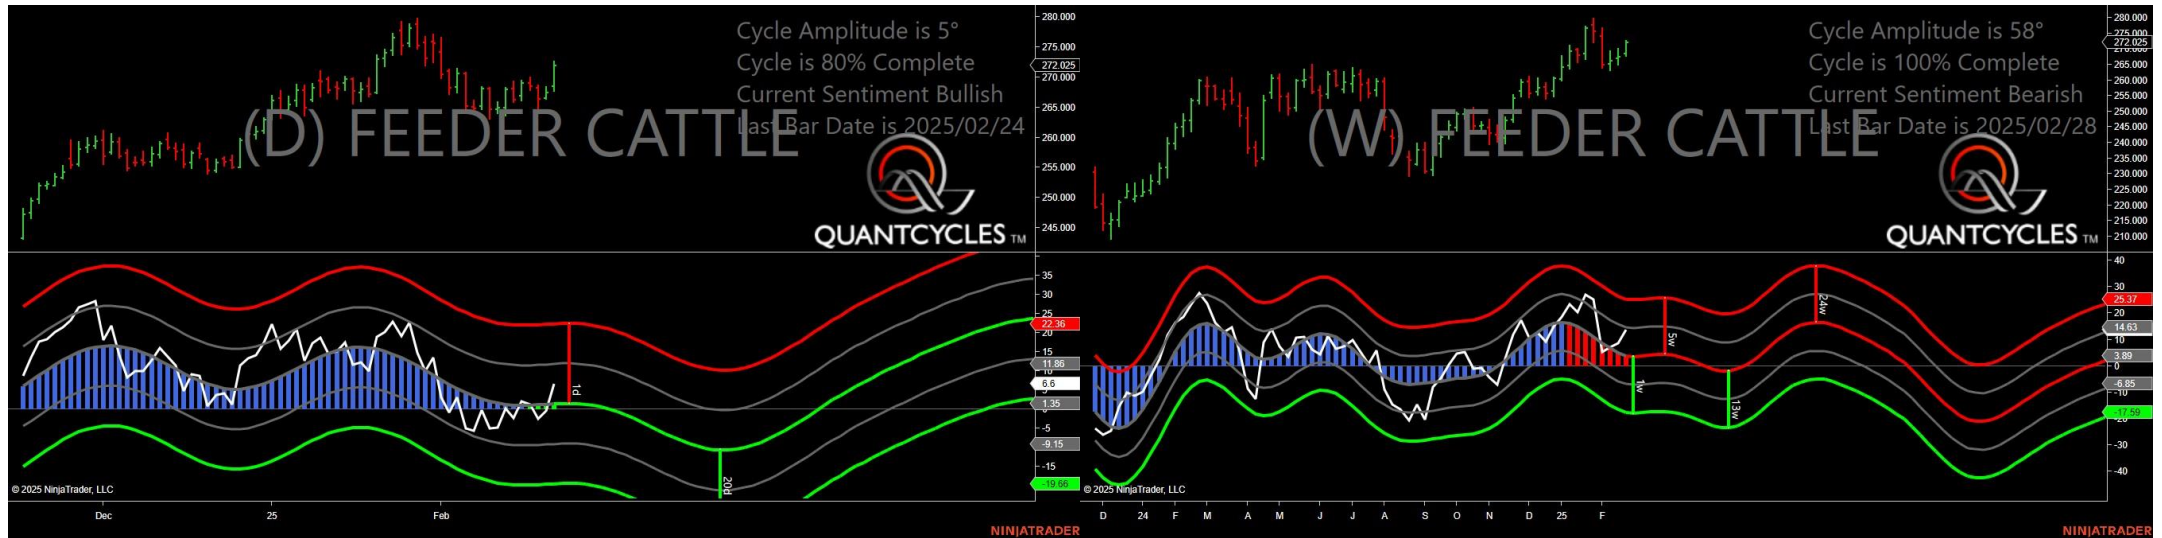 Cycle Amplitude is 5°
Cycle is 80% Complete
Current Sentiment Bullish
Last Bar Date is 2025/02/24
(D) FEEDER CATTLE
QUANTCYCLES TM
280.000
275.000
272.025
270.000
265.000
260.000
255.000
250.000
245.000
35
30
25
22.36
20
15
11.86
10
6.6
5
1.35
-5
-9.15
-15
-19.66
1d
20d
© 2025 NinjaTrader, LLC
Dec
25
Feb
NINJATRADER
Cycle Amplitude is 58°
Cycle is 100% Complete
Current Sentiment Bearish
Last Bar Date is 2025/02/28
(W) FEEDER CATTLE
QUANTCYCLES TM
280.000
275.000
272.025
265.000
260.000
255.000
250.000
245.000
240.000
235.000
230.000
225.000
220.000
215.000
210.000
40
30
25.37
20
14.63
10
3.89
0
-6.85
-10
-17.59
-30
-40
5w
1w
13w
24w
© 2025 NinjaTrader, LLC
D
24
F
M
A
M
J
J
A
S
O
N
D
25
F
NINJATRADER